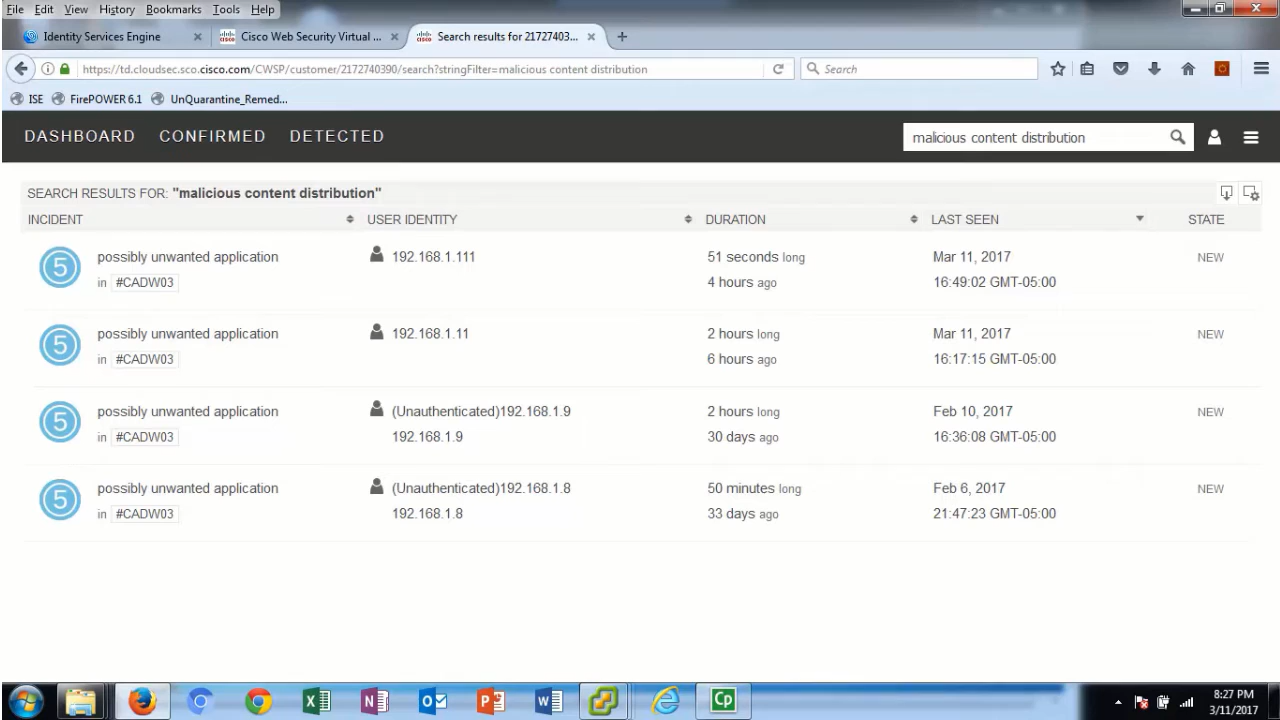 File Edit View History Bookmarks Tools Help
Identity Services Engine × Cisco Web Security Virtual ... × Search results for 21727403... × +
https://td.cloudsec.sco.cisco.com/CWSP/customer/2172740390/search?stringFilter=malicious content distribution Search
ISE FirePOWER 6.1 UnQuarantine_Remed...
DASHBOARD CONFIRMED DETECTED malicious content distribution
SEARCH RESULTS FOR: "malicious content distribution"
INCIDENT USER IDENTITY DURATION LAST SEEN STATE
5 possibly unwanted application 192.168.1.111 51 seconds long Mar 11, 2017 NEW
in #CADW03 4 hours ago 16:49:02 GMT-05:00
5 possibly unwanted application 192.168.1.11 2 hours long Mar 11, 2017 NEW
in #CADW03 6 hours ago 16:17:15 GMT-05:00
5 possibly unwanted application (Unauthenticated)192.168.1.9 2 hours long Feb 10, 2017 NEW
in #CADW03 192.168.1.9 30 days ago 16:36:08 GMT-05:00
5 possibly unwanted application (Unauthenticated)192.168.1.8 50 minutes long Feb 6, 2017 NEW
in #CADW03 192.168.1.8 33 days ago 21:47:23 GMT-05:00
Cp
8:27 PM
3/11/2017